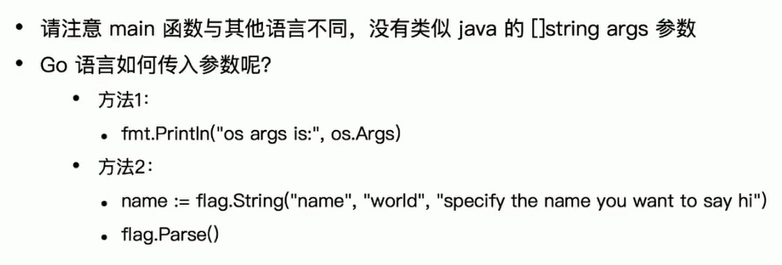 • 请注意 main 函数与其他语言不同，没有类似 java 的 []string args 参数
• Go 语言如何传入参数呢？
• 方法1：
• fmt.Println("os args is:", os.Args)
• 方法2：
• name := flag.String("name", "world", "specify the name you want to say hi")
• flag.Parse()